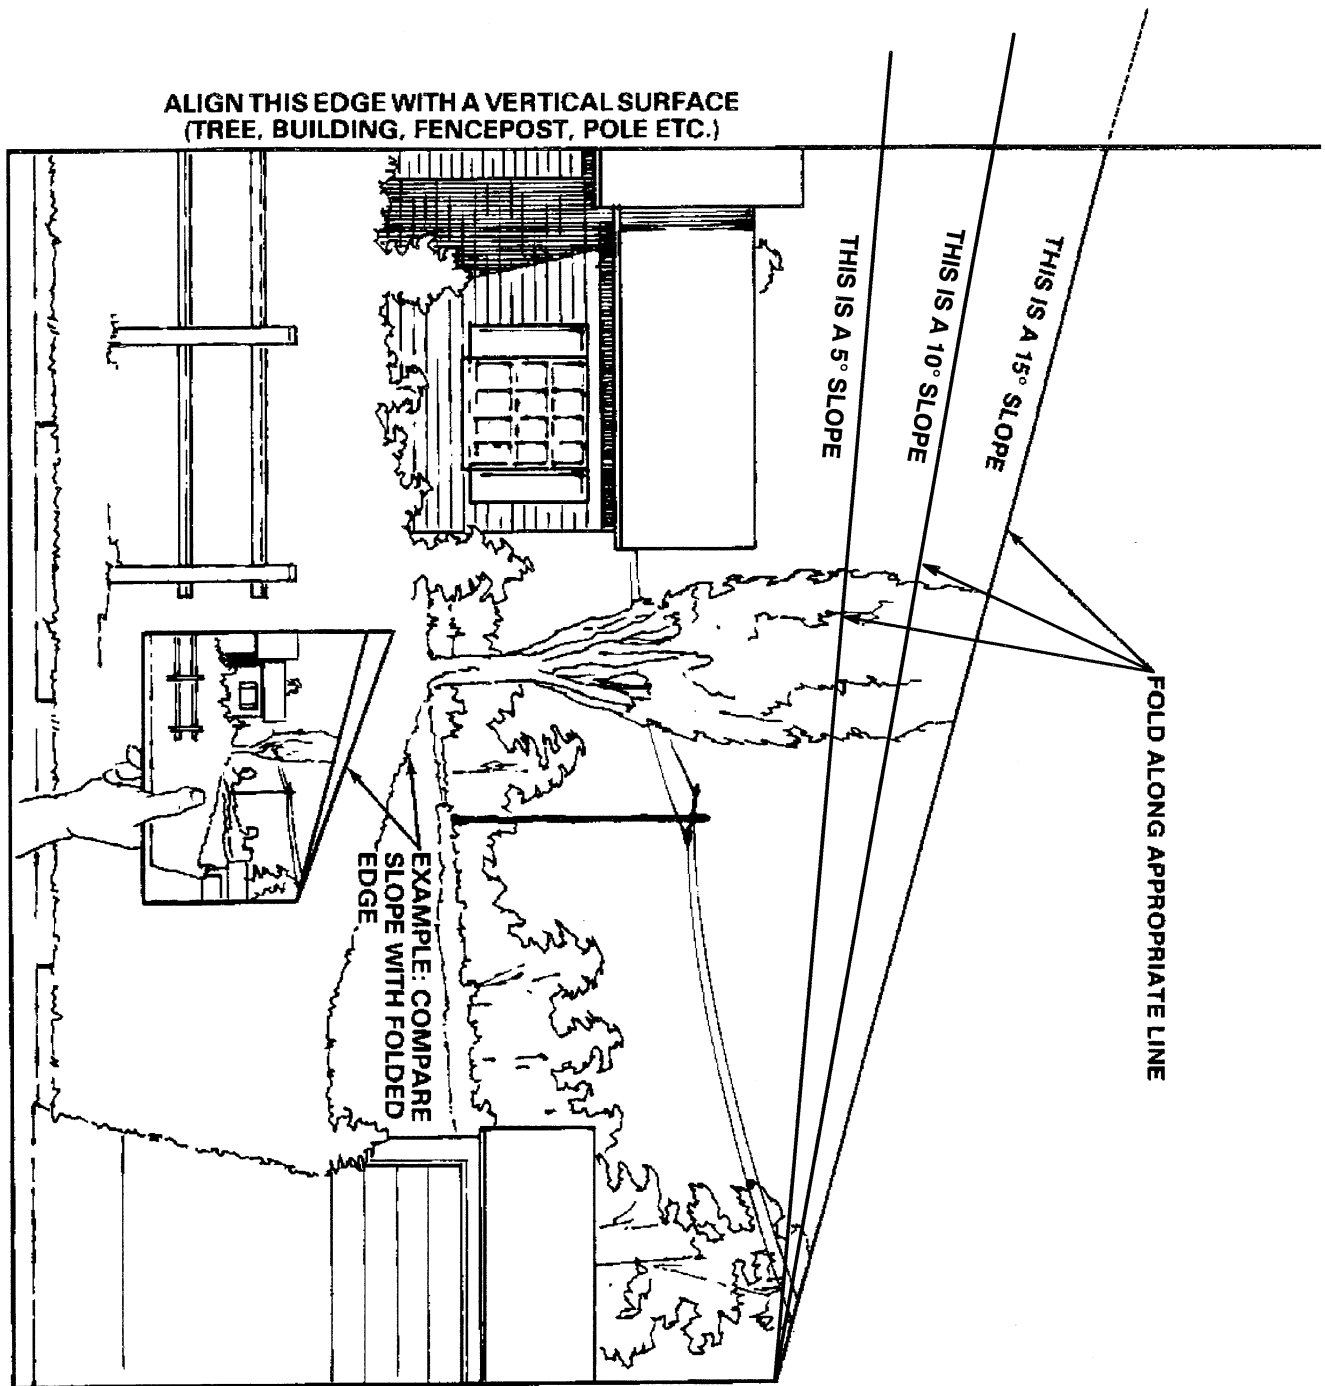 ALIGN THIS EDGE WITH A VERTICAL SURFACE
(TREE, BUILDING, FENCEPOST, POLE ETC.)
THIS IS A 5° SLOPE
THIS IS A 10° SLOPE
THIS IS A 15° SLOPE
FOLD ALONG APPROPRIATE LINE
EXAMPLE: COMPARE
SLOPE WITH FOLDED
EDGE